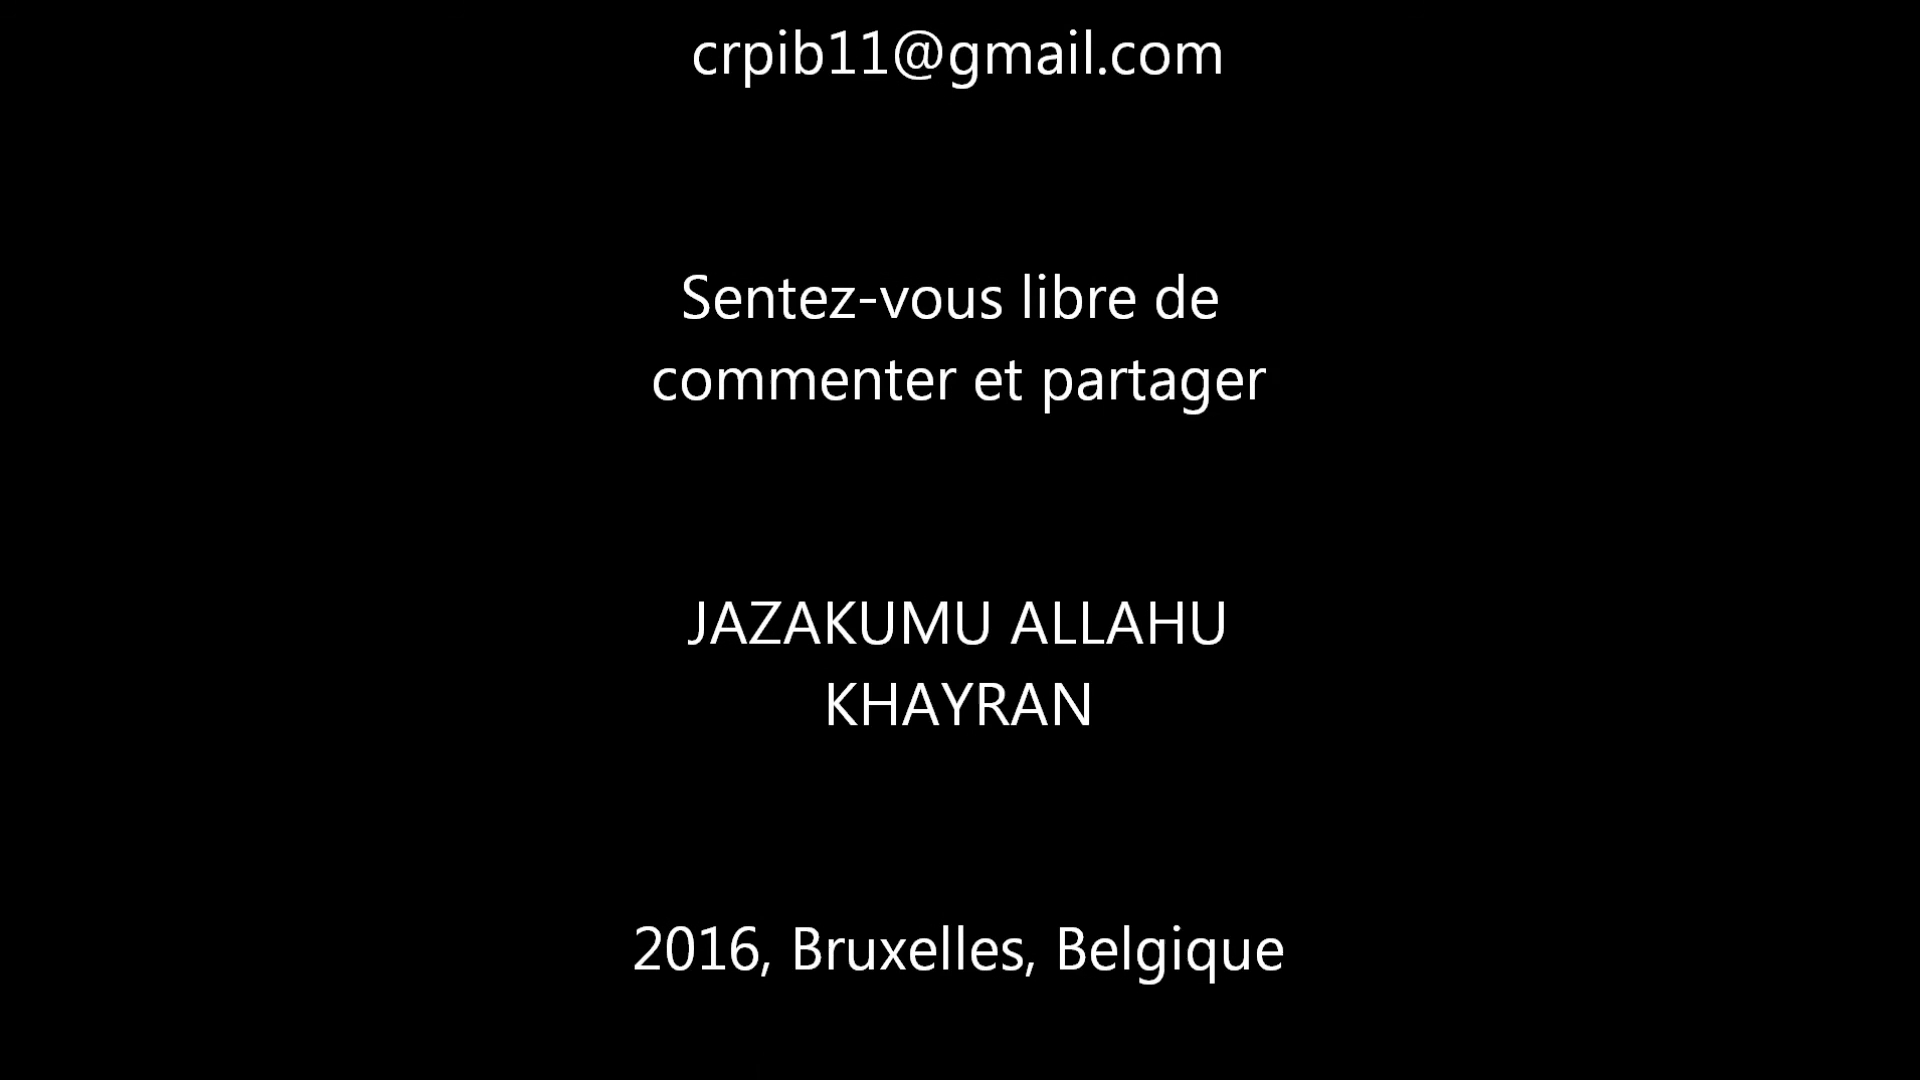 crpib11@gmail.com
Sentez-vous libre de
commenter et partager
JAZAKUMU ALLAHU
KHAYRAN
2016, Bruxelles, Belgique